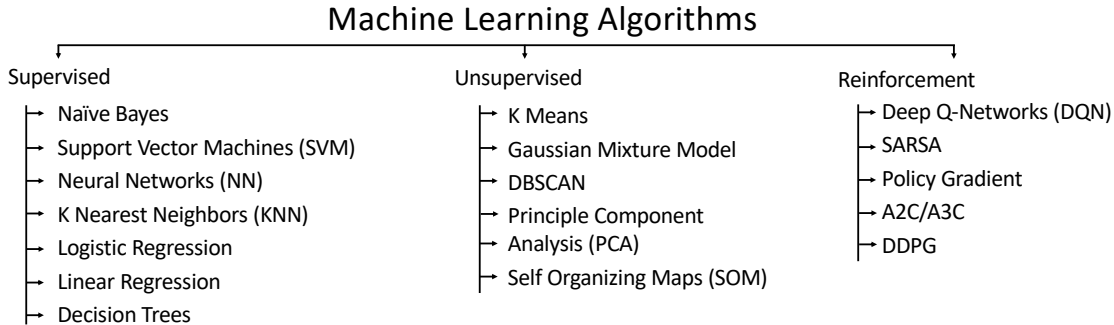 Machine Learning Algorithms
Supervised
Naïve Bayes
Support Vector Machines (SVM)
Neural Networks (NN)
K Nearest Neighbors (KNN)
Logistic Regression
Linear Regression
Decision Trees
Unsupervised
K Means
Gaussian Mixture Model
DBSCAN
Principle Component
Analysis (PCA)
Self Organizing Maps (SOM)
Reinforcement
Deep Q-Networks (DQN)
SARSA
Policy Gradient
A2C/A3C
DDPG